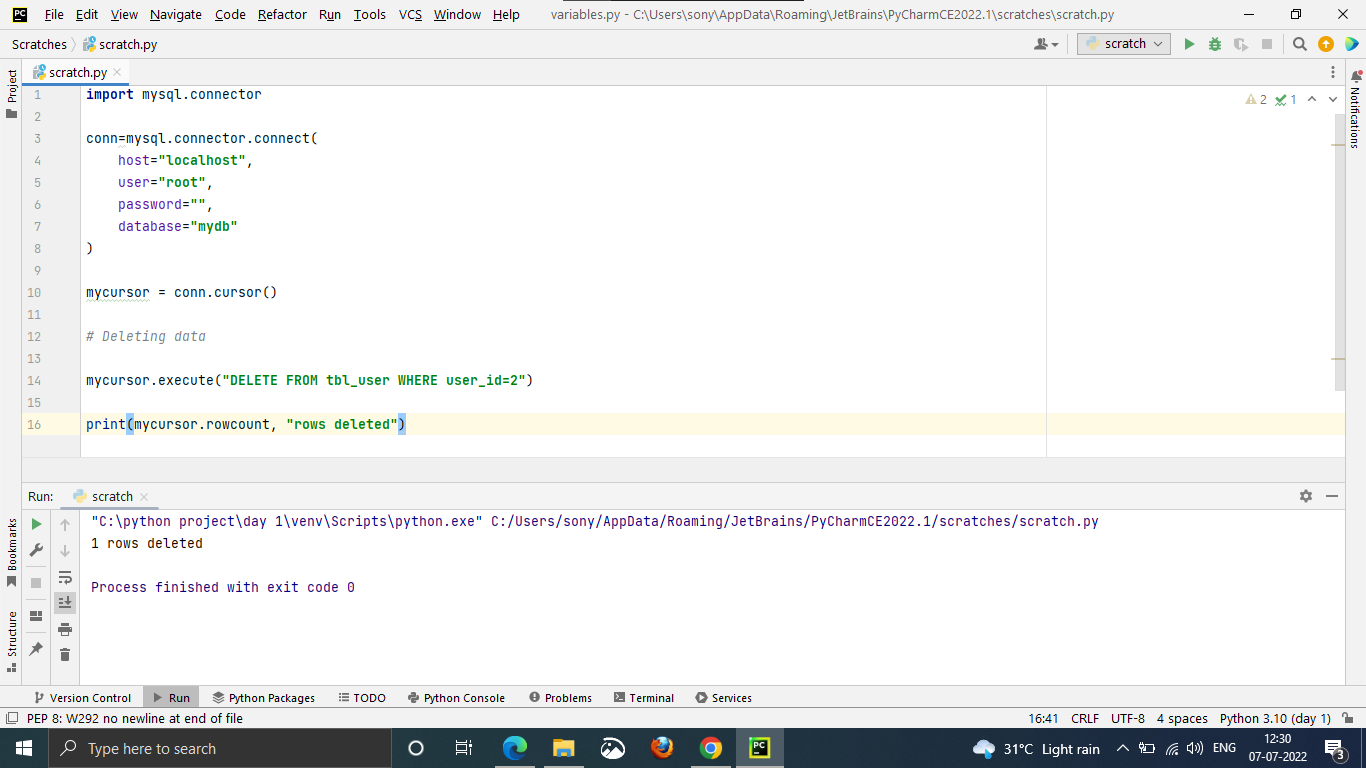 File Edit View Navigate Code Refactor Run Tools VCS Window Help variables.py - C:\Users\sony\AppData\Roaming\JetBrains\PyCharmCE2022.1\scratches\scratch.py
Scratches scratch.py scratch
Project
scratch.py
Notifications
2 1
1 import mysql.connector
2
3 conn=mysql.connector.connect(
4 host="localhost",
5 user="root",
6 password="",
7 database="mydb"
8 )
9
10 mycursor = conn.cursor()
11
12 # Deleting data
13
14 mycursor.execute("DELETE FROM tbl_user WHERE user_id=2")
15
16 print(mycursor.rowcount, "rows deleted")
Run: scratch
Bookmarks
Structure
"C:\python project\day 1\venv\Scripts\python.exe" C:/Users/sony/AppData/Roaming/JetBrains/PyCharmCE2022.1/scratches/scratch.py
1 rows deleted
Process finished with exit code 0
Version Control Run Python Packages TODO Python Console Problems Terminal Services
PEP 8: W292 no newline at end of file 16:41 CRLF UTF-8 4 spaces Python 3.10 (day 1)
Type here to search PC 31°C Light rain ENG 12:30
07-07-2022 3